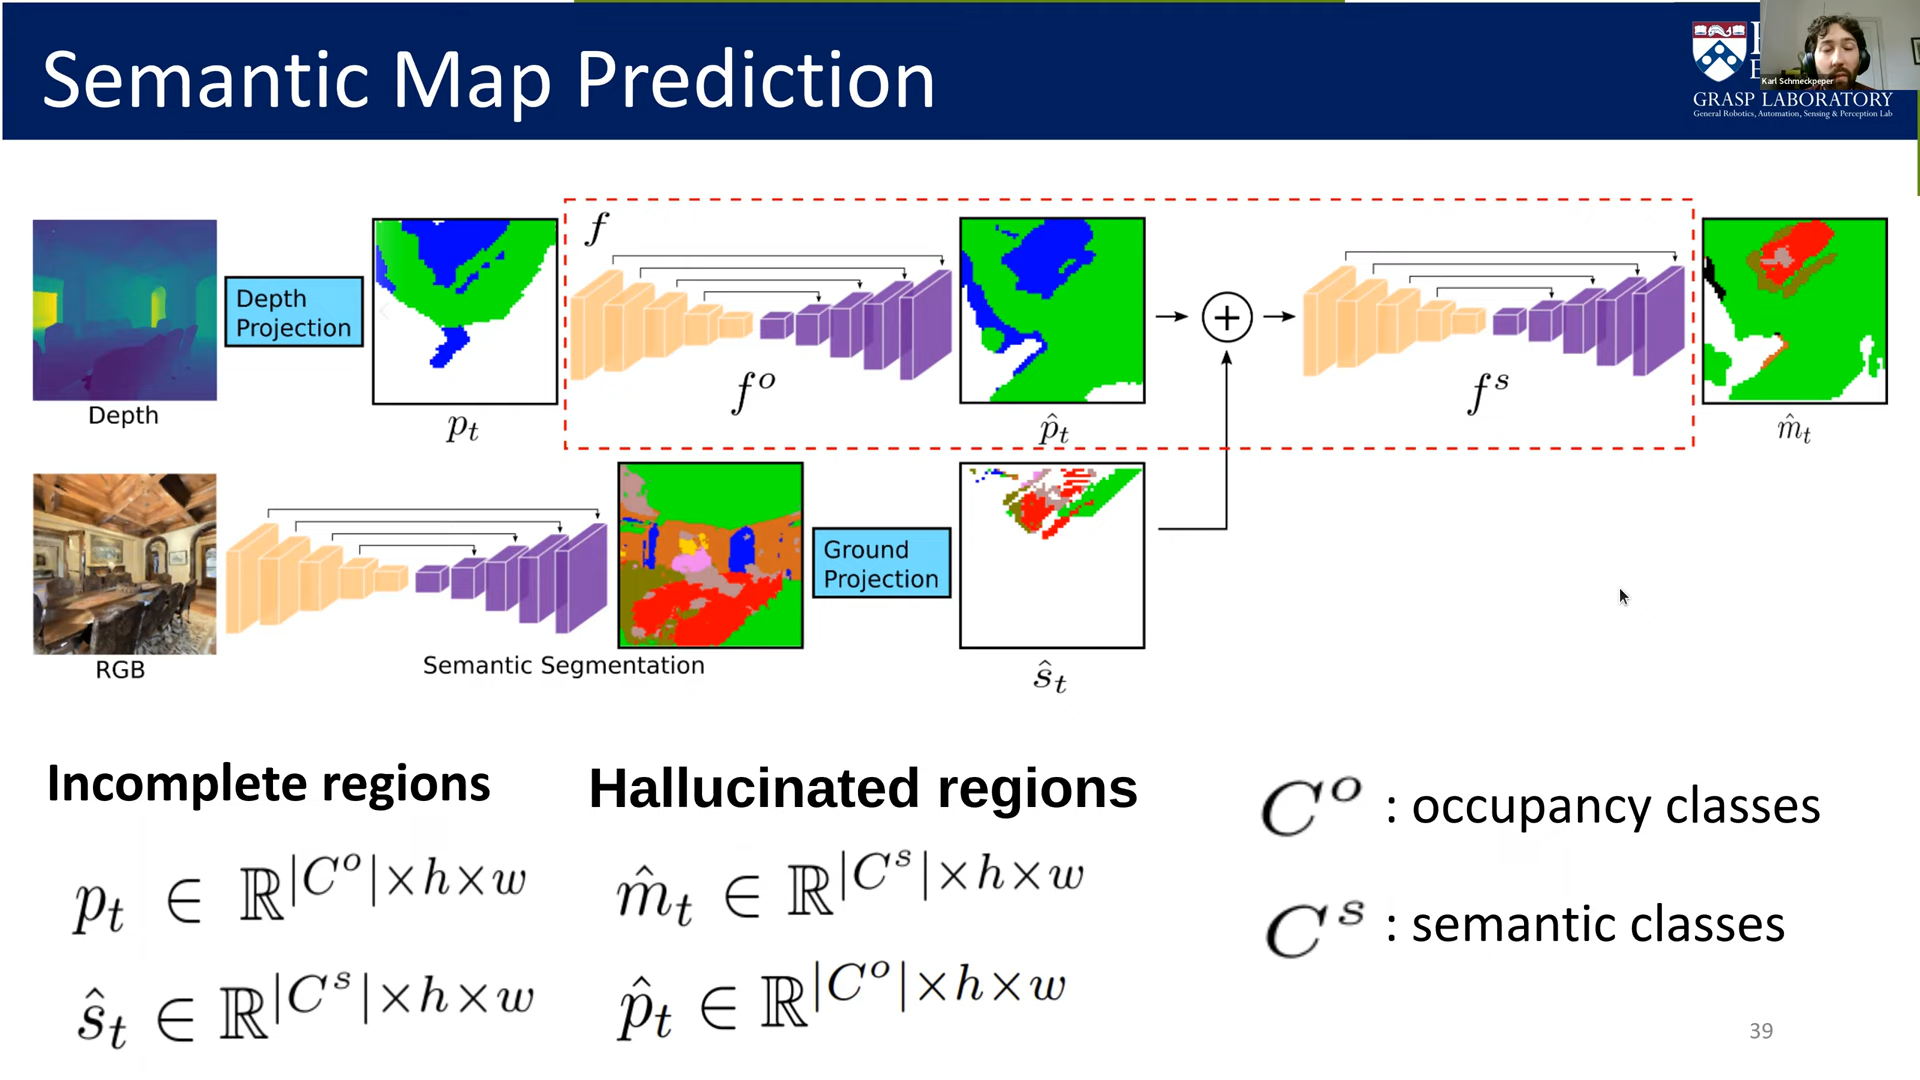 Semantic Map Prediction
Karl Schmeckpeper
GRASP LABORATORY
General Robotics, Automation, Sensing & Perception Lab
f
Depth
Projection
Depth
p_t
f^o
p̂_t
+
f^s
m̂_t
Ground
Projection
RGB
Semantic Segmentation
ŝ_t
Incomplete regions
p_t ∈ ℝ^{|C^o|×h×w}
ŝ_t ∈ ℝ^{|C^s|×h×w}
Hallucinated regions
m̂_t ∈ ℝ^{|C^s|×h×w}
p̂_t ∈ ℝ^{|C^o|×h×w}
C^o : occupancy classes
C^s : semantic classes
39